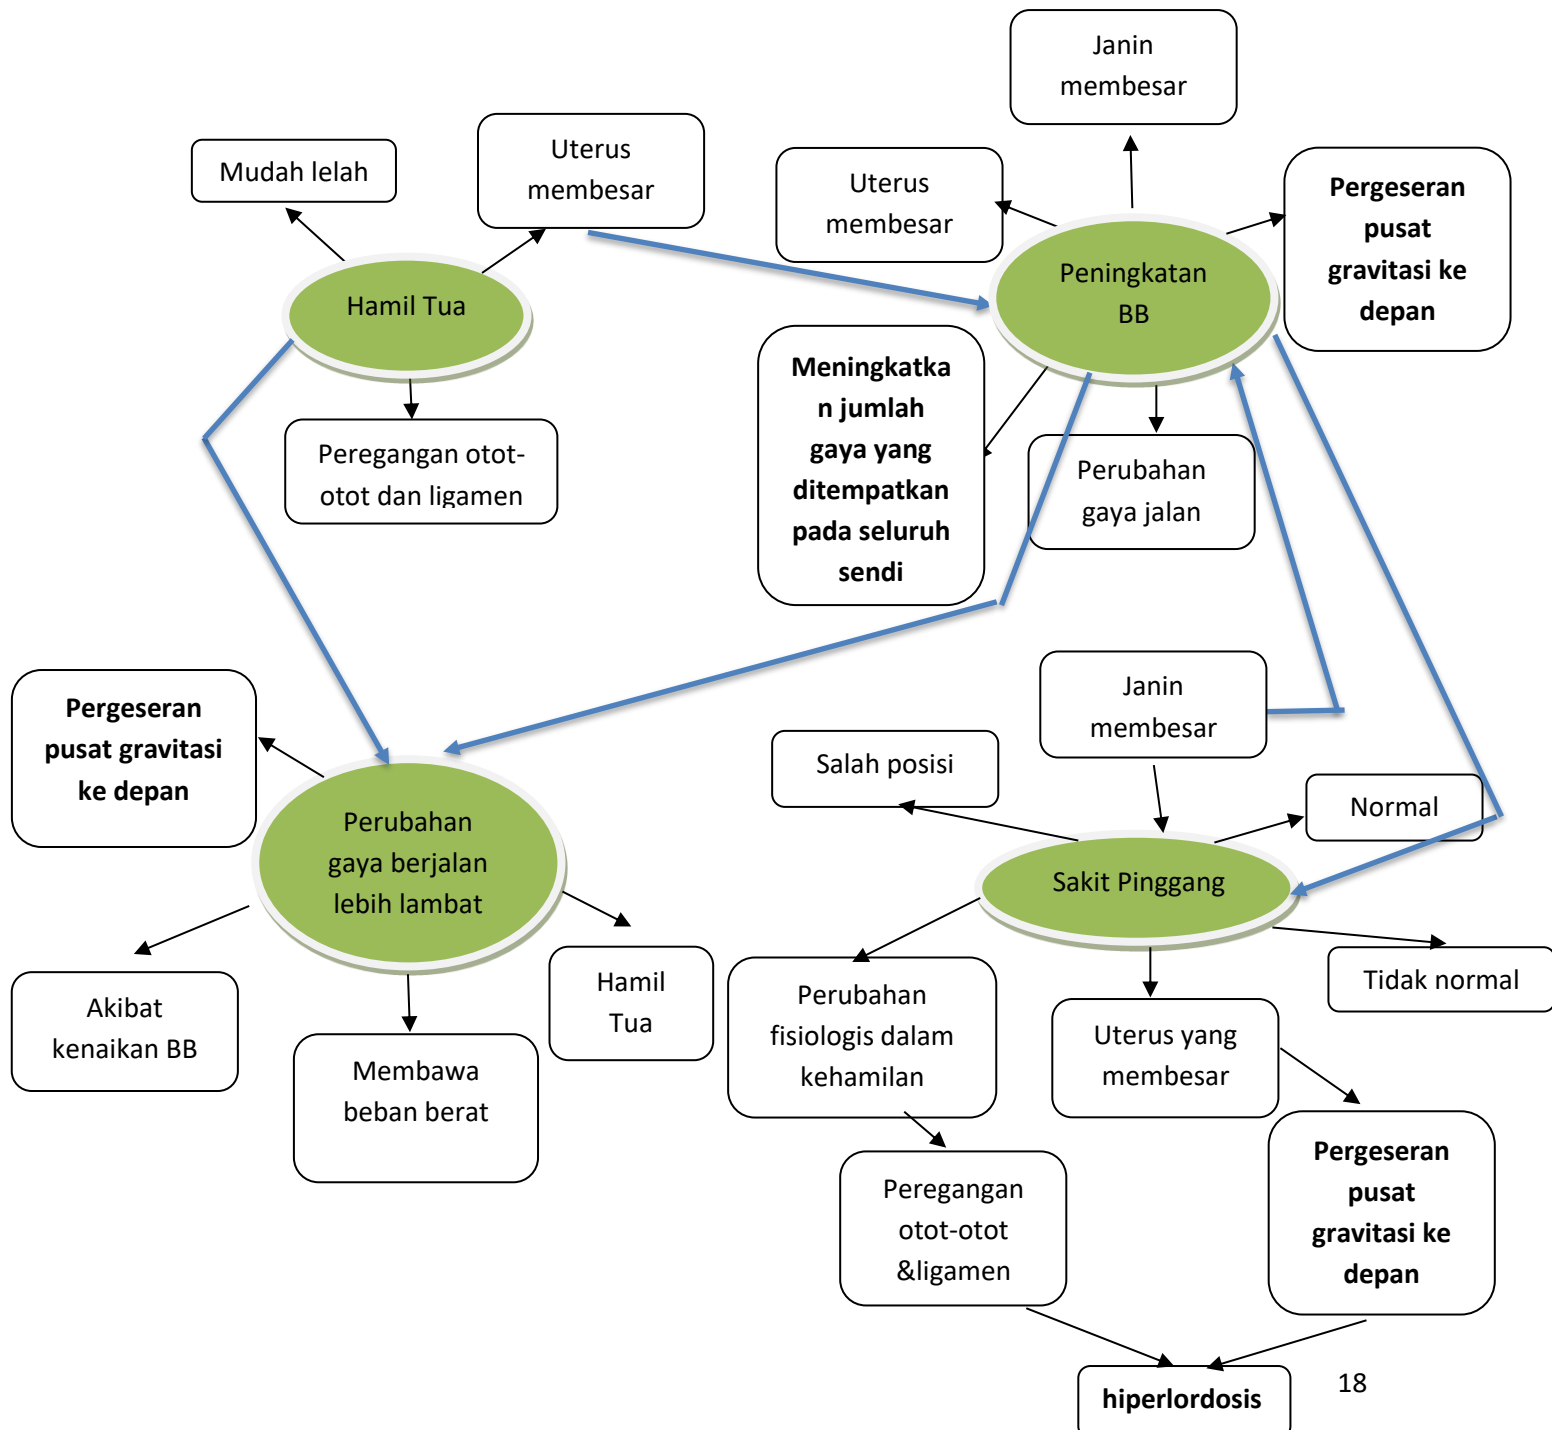 Janin
membesar
Mudah lelah
Uterus
membesar
Uterus
membesar
Pergeseran
pusat
gravitasi ke
depan
Hamil Tua
Peningkatan
BB
Peregangan otot-
otot dan ligamen
Meningkatka
n jumlah
gaya yang
ditempatkan
pada seluruh
sendi
Perubahan
gaya jalan
Pergeseran
pusat gravitasi
ke depan
Janin
membesar
Salah posisi
Normal
Perubahan
gaya berjalan
lebih lambat
Sakit Pinggang
Akibat
kenaikan BB
Membawa
beban berat
Hamil
Tua
Perubahan
fisiologis dalam
kehamilan
Uterus yang
membesar
Tidak normal
Peregangan
otot-otot
&ligamen
Pergeseran
pusat
gravitasi ke
depan
hiperlordosis
18